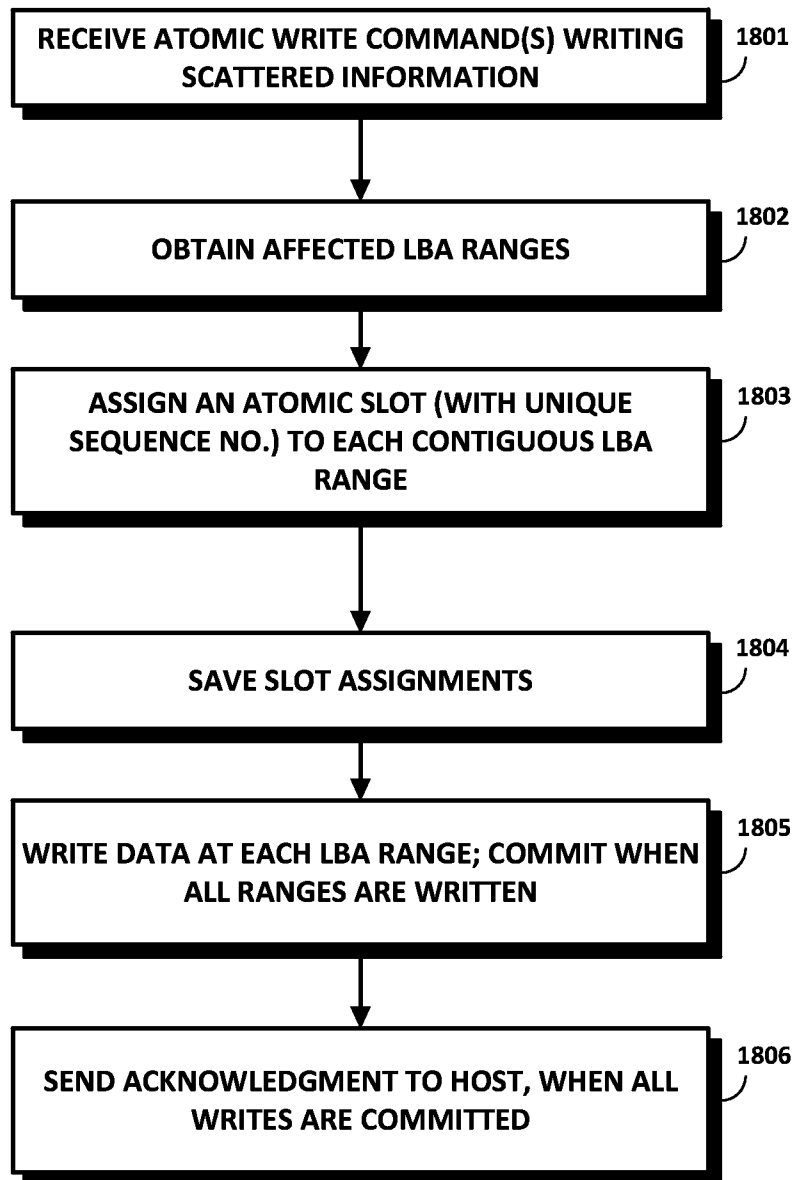 RECEIVE ATOMIC WRITE COMMAND(S) WRITING
SCATTERED INFORMATION
1801
OBTAIN AFFECTED LBA RANGES
1802
ASSIGN AN ATOMIC SLOT (WITH UNIQUE
SEQUENCE NO.) TO EACH CONTIGUOUS LBA
RANGE
1803
SAVE SLOT ASSIGNMENTS
1804
WRITE DATA AT EACH LBA RANGE; COMMIT WHEN
ALL RANGES ARE WRITTEN
1805
SEND ACKNOWLEDGMENT TO HOST, WHEN ALL
WRITES ARE COMMITTED
1806